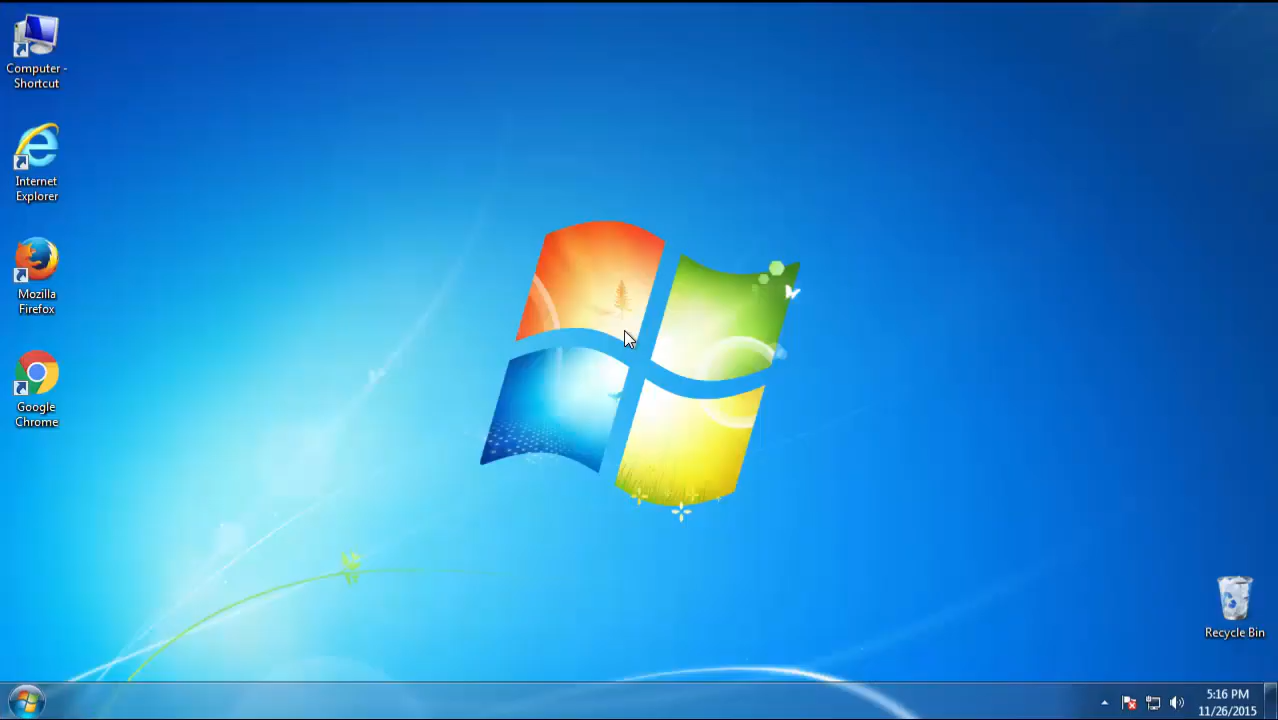 Computer -
Shortcut
Internet
Explorer
Mozilla
Firefox
Google
Chrome
Recycle Bin
5:16 PM
11/26/2015